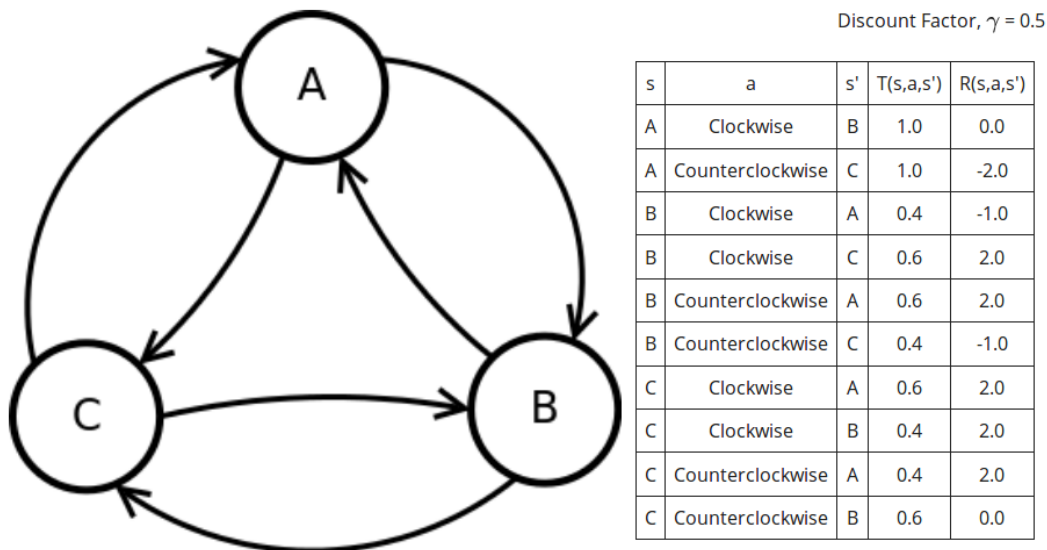 Discount Factor, γ = 0.5
A
B
C
s a s' T(s,a,s') R(s,a,s')
A Clockwise B 1.0 0.0
A Counterclockwise C 1.0 -2.0
B Clockwise A 0.4 -1.0
B Clockwise C 0.6 2.0
B Counterclockwise A 0.6 2.0
B Counterclockwise C 0.4 -1.0
C Clockwise A 0.6 2.0
C Clockwise B 0.4 2.0
C Counterclockwise A 0.4 2.0
C Counterclockwise B 0.6 0.0